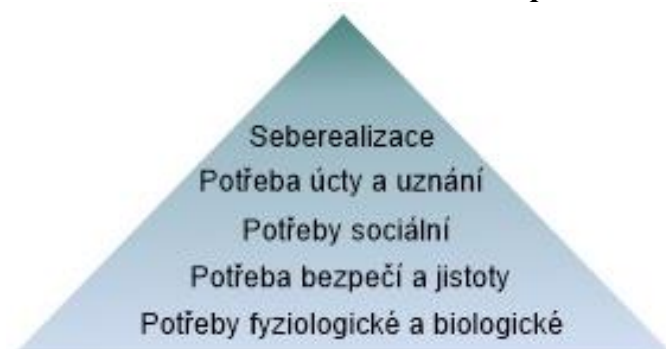 Seberealizace
Potřeba úcty a uznání
Potřeby sociální
Potřeba bezpečí a jistoty
Potřeby fyziologické a biologické